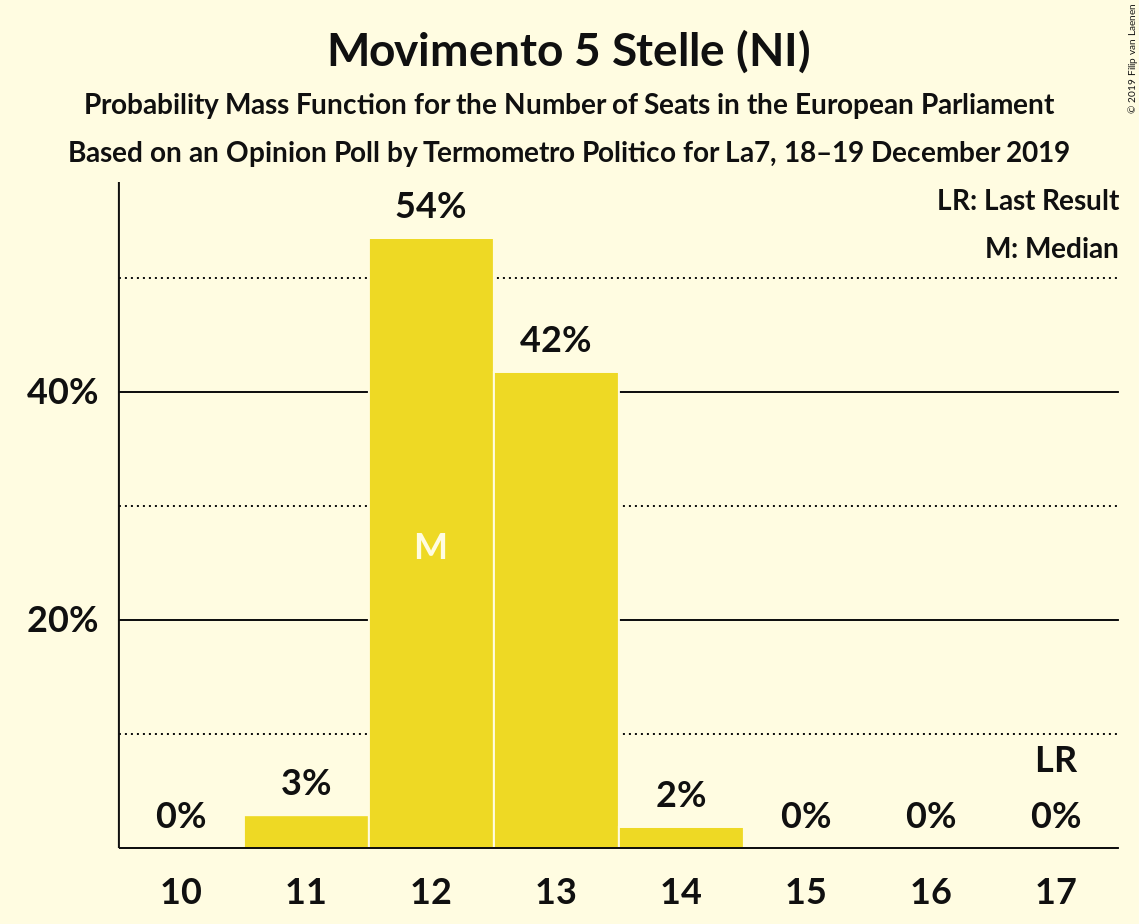 Movimento 5 Stelle (NI)
Probability Mass Function for the Number of Seats in the European Parliament
Based on an Opinion Poll by Termometro Politico for La7, 18–19 December 2019
© 2019 Filip van Laenen
LR: Last Result
M: Median
54%
42%
40%
M
20%
LR
0% 3% 2% 0% 0% 0%
10 11 12 13 14 15 16 17